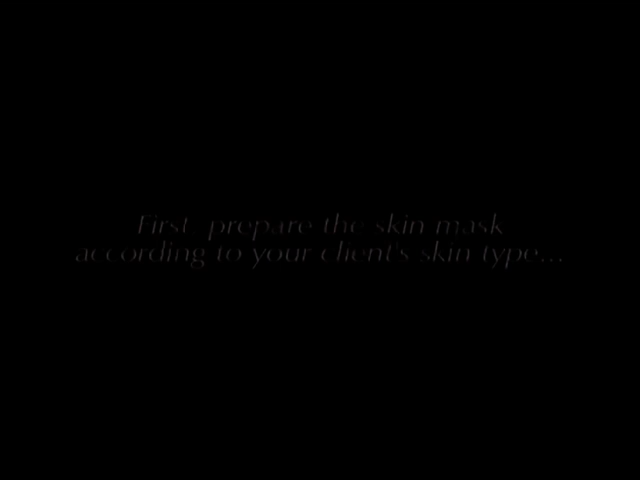 First, prepare the skin mask
according to your client's skin type...